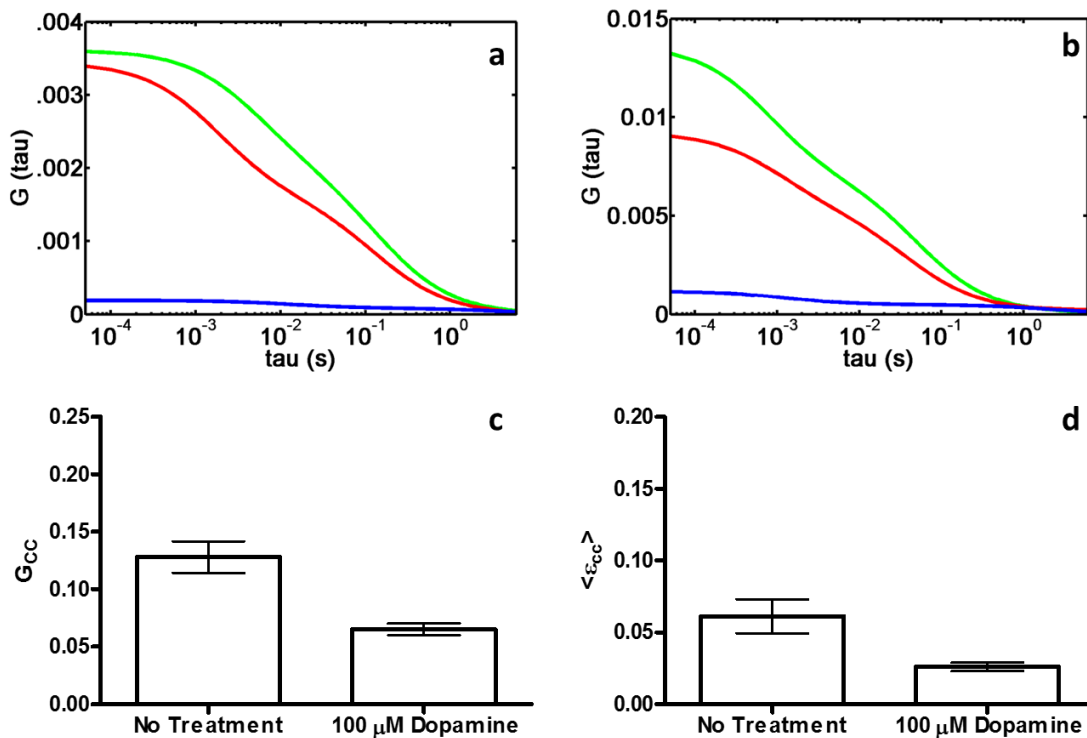 a
.004
.003
.002
.001
0
G (tau)
10⁻⁴ 10⁻³ 10⁻² 10⁻¹ 10⁰
tau (s)
b
0.015
0.01
0.005
0
G (tau)
10⁻⁴ 10⁻³ 10⁻² 10⁻¹ 10⁰
tau (s)
c
0.25
0.20
0.15
0.10
0.05
0.00
G_CC
No Treatment 100 μM Dopamine
d
0.20
0.15
0.10
0.05
0.00
<ε_cc>
No Treatment 100 μM Dopamine